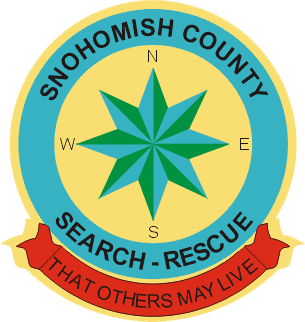 SNOHOMISH COUNTY
N
W E
S
SEARCH - RESCUE
THAT OTHERS MAY LIVE